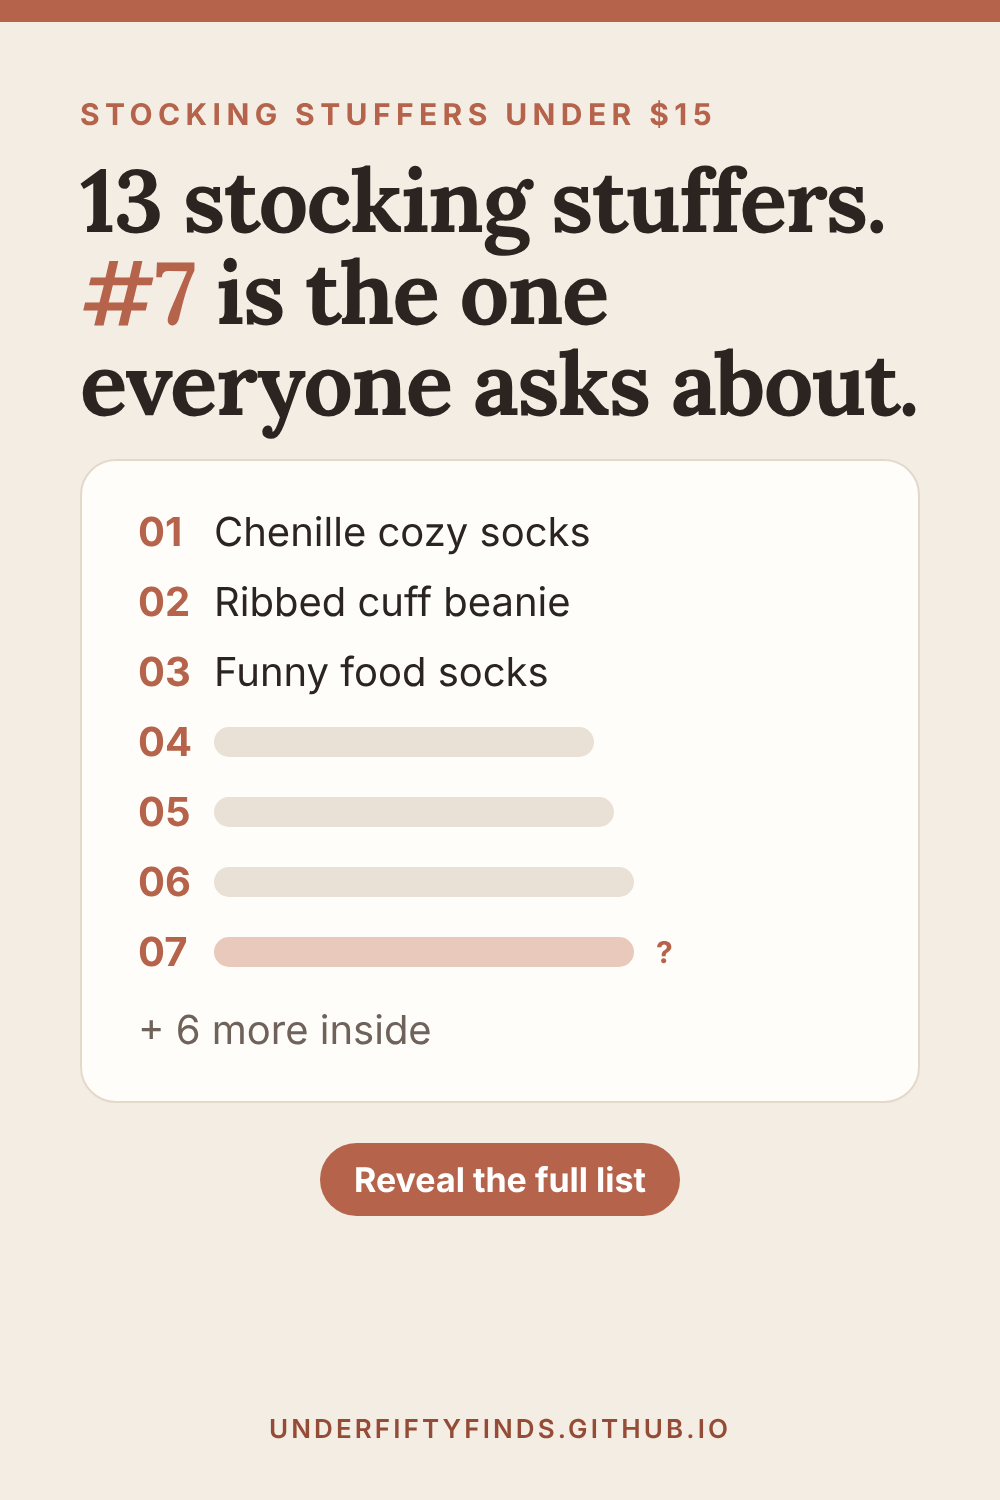 STOCKING STUFFERS UNDER $15
13 stocking stuffers.
#7 is the one
everyone asks about.
01 Chenille cozy socks
02 Ribbed cuff beanie
03 Funny food socks
04
05
06
07 ?
+ 6 more inside
Reveal the full list
UNDERFIFTYFINDS.GITHUB.IO